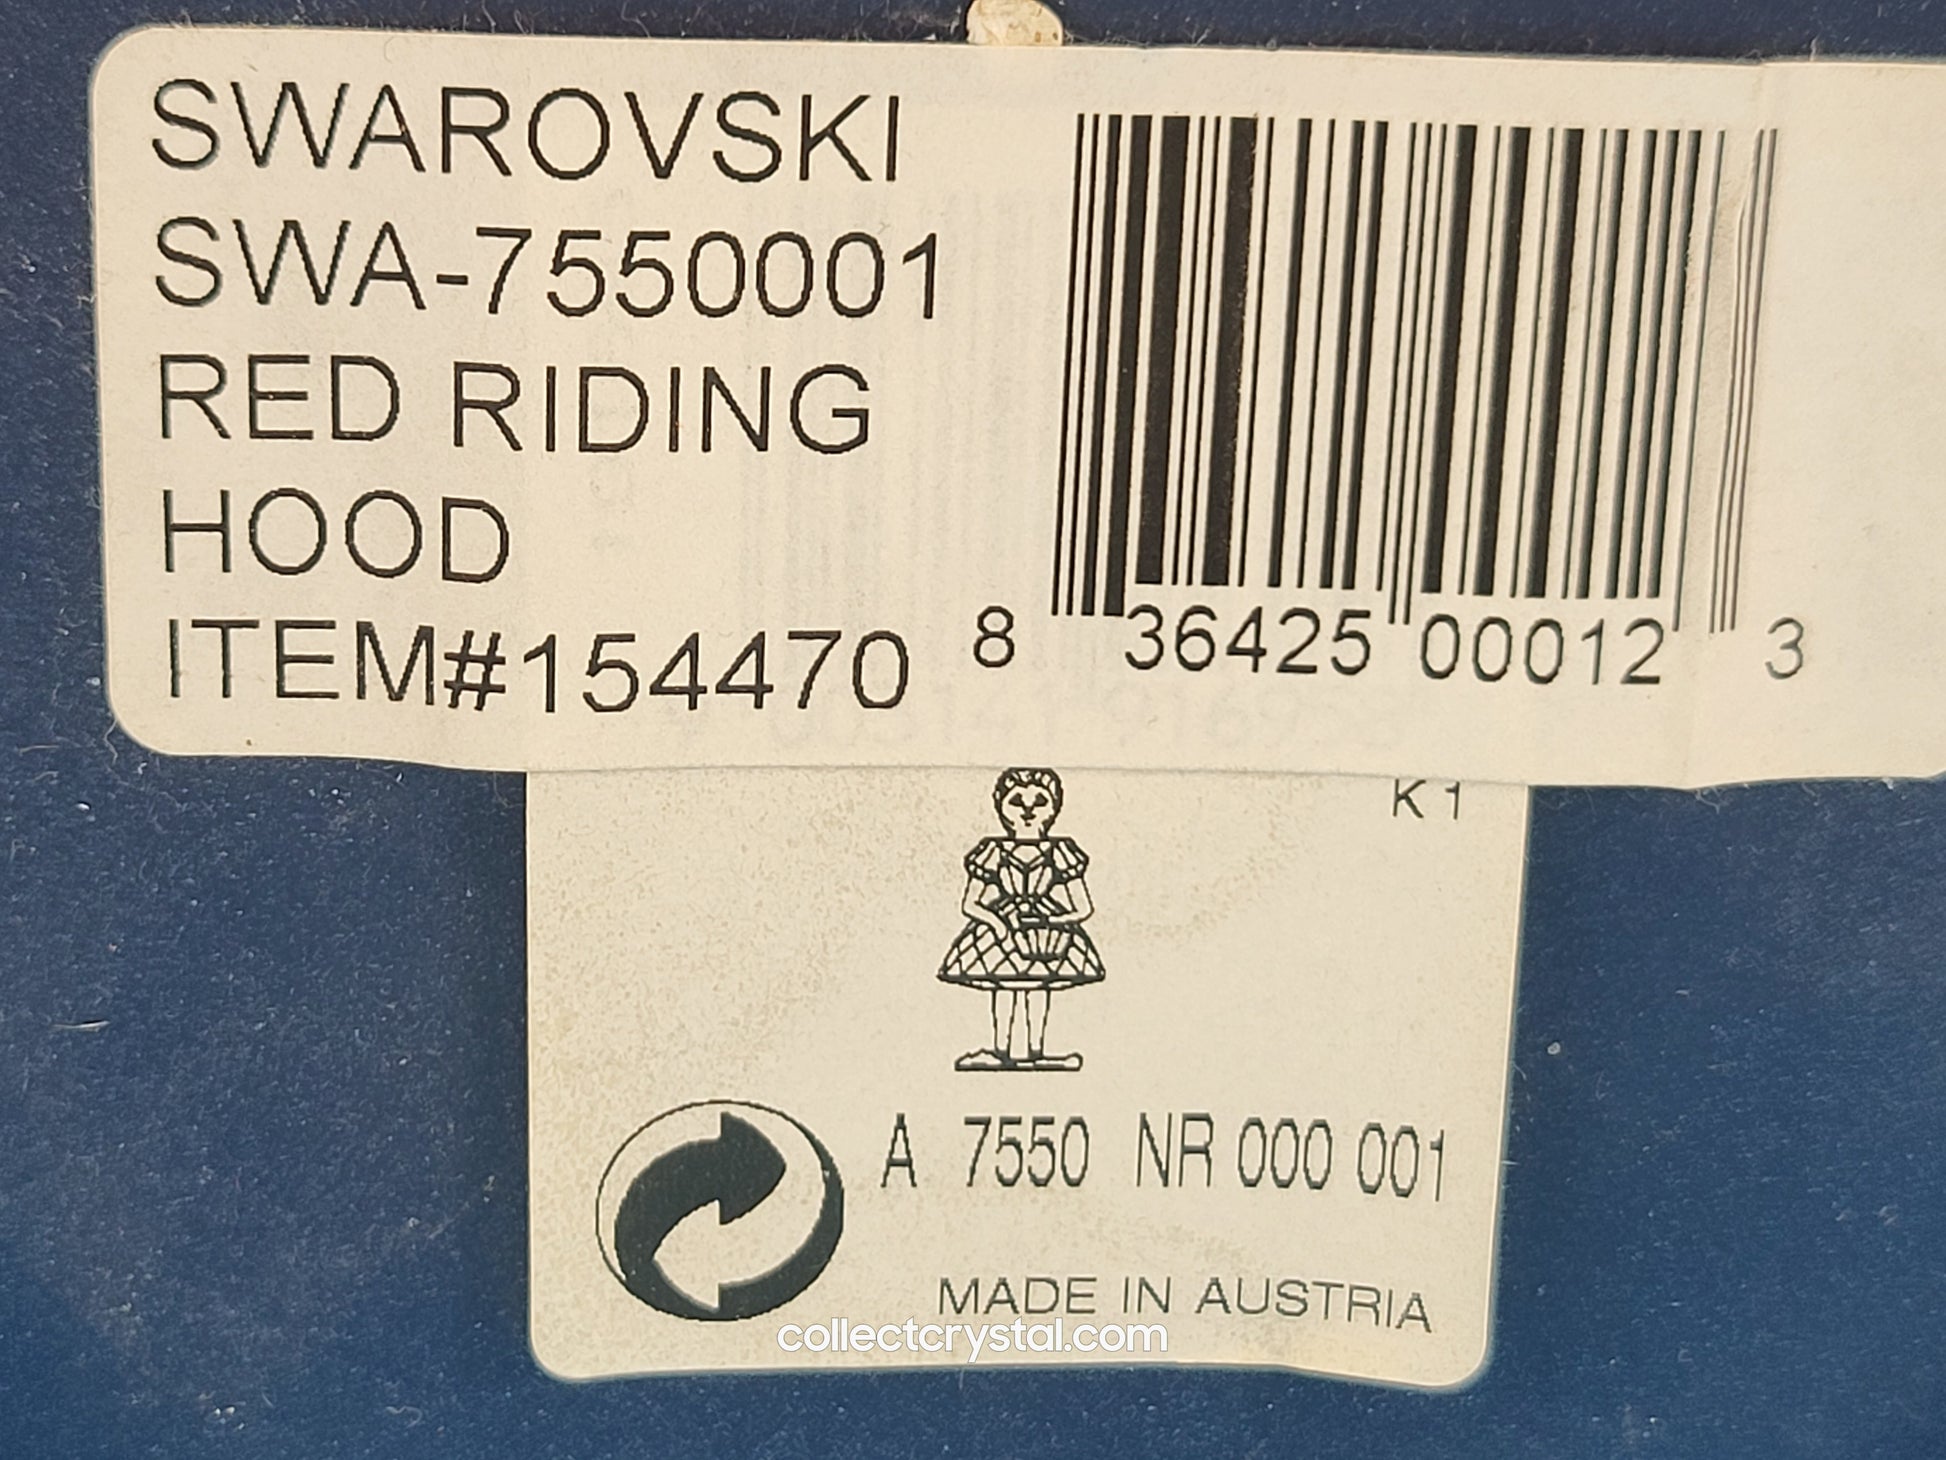 SWAROVSKI
SWA-7550001
RED RIDING
HOOD
ITEM#154470
8 36425 00012 3
K 1
A 7550 NR 000 001
MADE IN AUSTRIA
collectcrystal.com